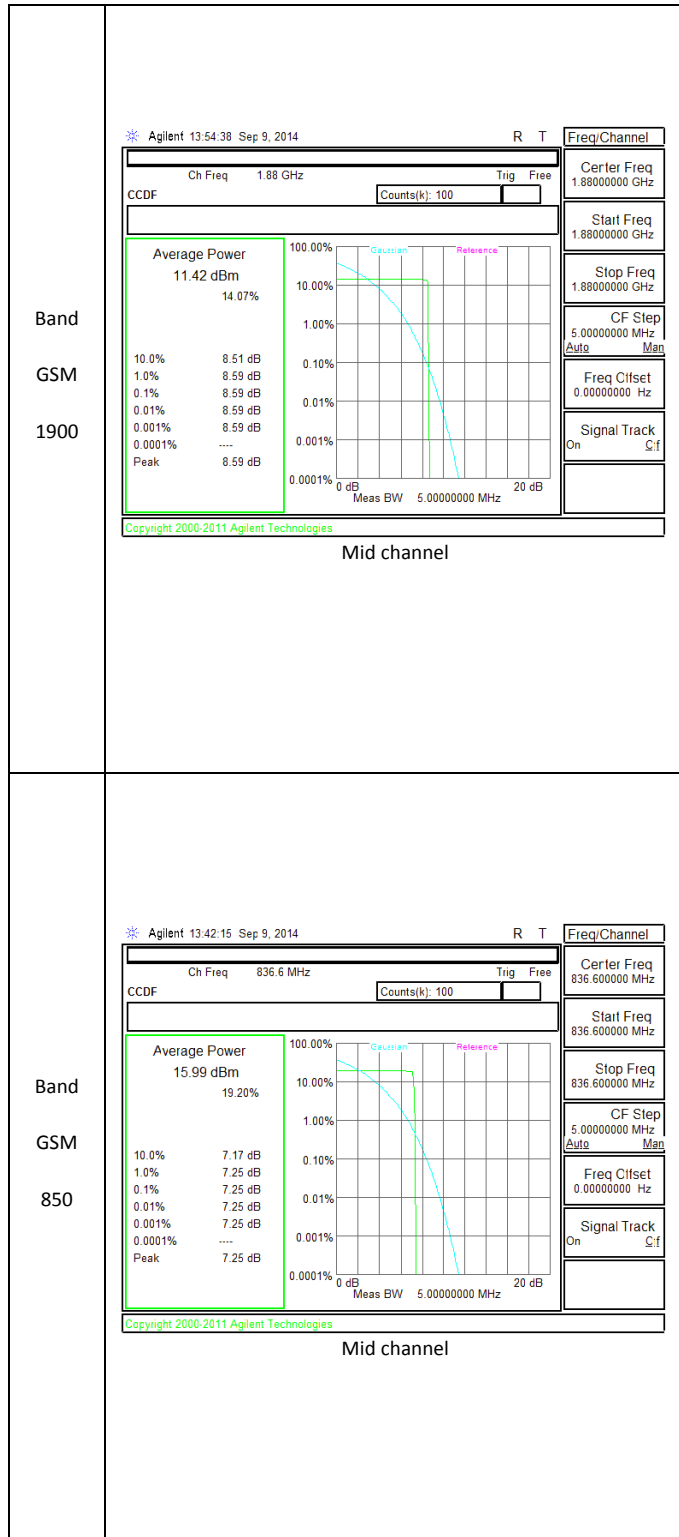 Band
GSM
1900
Agilent 13:54:38 Sep 9, 2014 R T
Ch Freq 1.88 GHz Trig Free
CCDF Counts(k): 100
Average Power
11.42 dBm
14.07%
10.0% 8.51 dB
1.0% 8.59 dB
0.1% 8.59 dB
0.01% 8.59 dB
0.001% 8.59 dB
0.0001% ----
Peak 8.59 dB
100.00%
10.00%
1.00%
0.10%
0.01%
0.001%
0.0001%
Gaussian Reference
0 dB 20 dB
Meas BW 5.00000000 MHz
Freq/Channel
Center Freq
1.88000000 GHz
Start Freq
1.88000000 GHz
Stop Freq
1.88000000 GHz
CF Step
5.00000000 MHz
Auto Man
Freq Offset
0.00000000 Hz
Signal Track
On Off
Copyright 2000-2011 Agilent Technologies
Mid channel
Band
GSM
850
Agilent 13:42:15 Sep 9, 2014 R T
Ch Freq 836.6 MHz Trig Free
CCDF Counts(k): 100
Average Power
15.99 dBm
19.20%
10.0% 7.17 dB
1.0% 7.25 dB
0.1% 7.25 dB
0.01% 7.25 dB
0.001% 7.25 dB
0.0001% ----
Peak 7.25 dB
100.00%
10.00%
1.00%
0.10%
0.01%
0.001%
0.0001%
Gaussian Reference
0 dB 20 dB
Meas BW 5.00000000 MHz
Freq/Channel
Center Freq
836.600000 MHz
Start Freq
836.600000 MHz
Stop Freq
836.600000 MHz
CF Step
5.00000000 MHz
Auto Man
Freq Offset
0.00000000 Hz
Signal Track
On Off
Copyright 2000-2011 Agilent Technologies
Mid channel